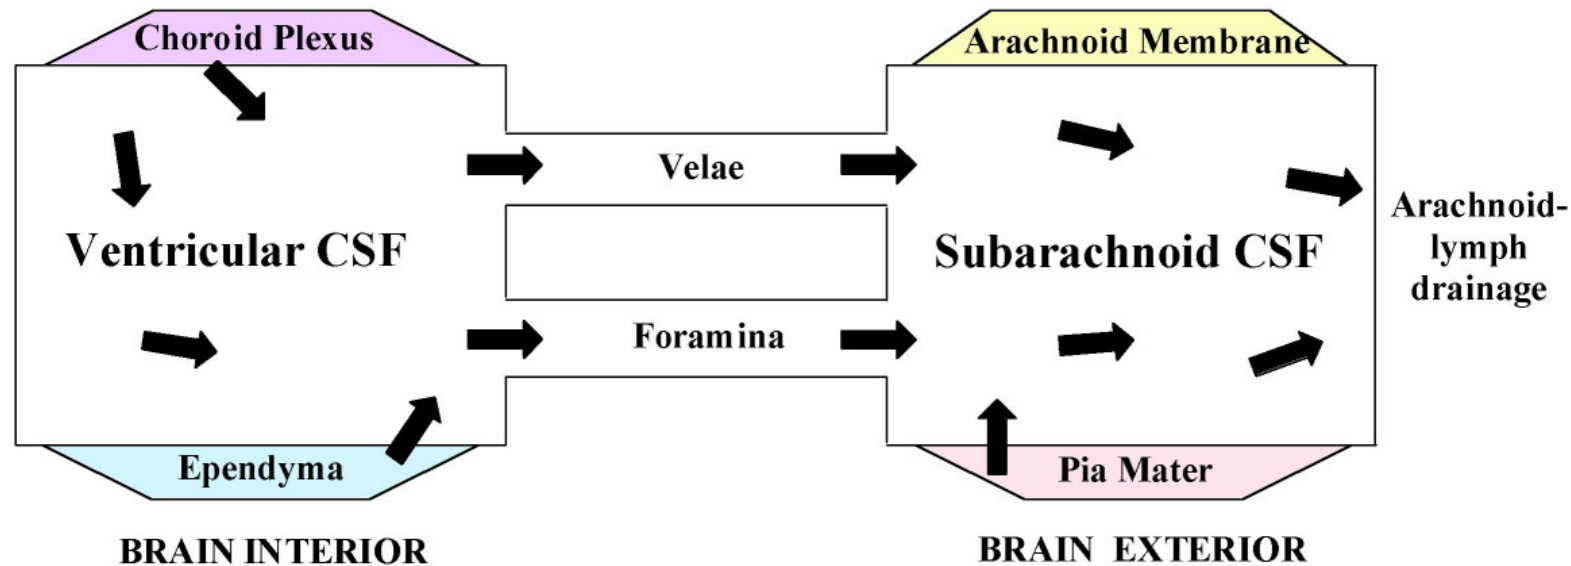 Choroid Plexus
Arachnoid Membrane
Velae
Ventricular CSF
Subarachnoid CSF
Arachnoid-
lymph
drainage
Foramina
Ependyma
Pia Mater
BRAIN INTERIOR
BRAIN EXTERIOR